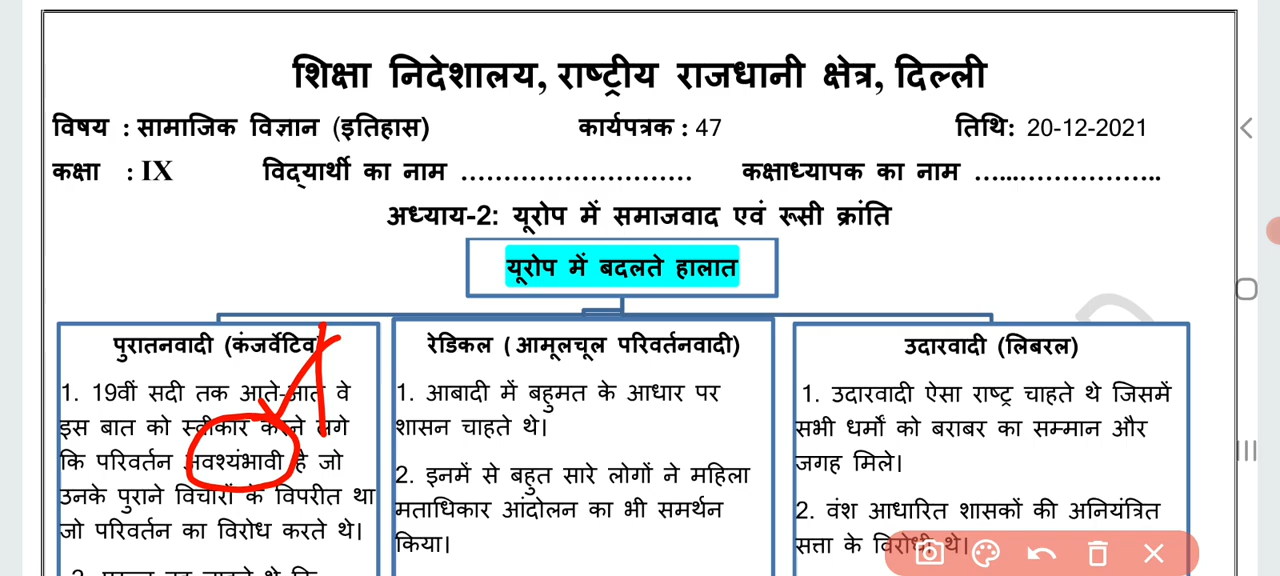 शिक्षा निदेशालय, राष्ट्रीय राजधानी क्षेत्र, दिल्ली
विषय : सामाजिक विज्ञान (इतिहास) कार्यपत्रक : 47 तिथि: 20-12-2021
कक्षा : IX विद्यार्थी का नाम ........................... कक्षाध्यापक का नाम ......................
अध्याय-2: यूरोप में समाजवाद एवं रूसी क्रांति
यूरोप में बदलते हालात
पुरातनवादी (कंजर्वेटिव)
1. 19वीं सदी तक आते-आते वे
इस बात को स्वीकार करने लगे
कि परिवर्तन अवश्यंभावी है जो
उनके पुराने विचारों के विपरीत था
जो परिवर्तन का विरोध करते थे।
रेडिकल ( आमूलचूल परिवर्तनवादी)
1. आबादी में बहुमत के आधार पर
शासन चाहते थे।
2. इनमें से बहुत सारे लोगों ने महिला
मताधिकार आंदोलन का भी समर्थन
किया।
उदारवादी (लिबरल)
1. उदारवादी ऐसा राष्ट्र चाहते थे जिसमें
सभी धर्मों को बराबर का सम्मान और
जगह मिले।
2. वंश आधारित शासकों की अनियंत्रित
सत्ता के विरोधी थे।